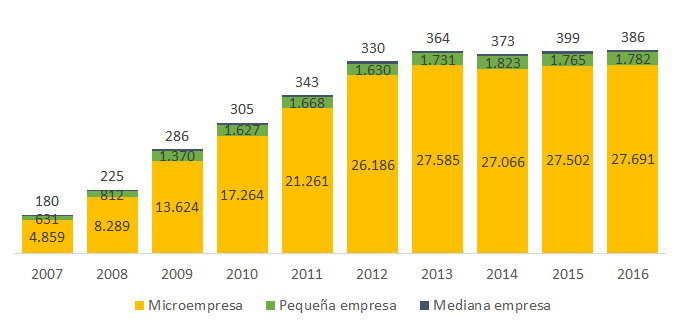 180 225 286 305 343 330 364 373 399 386
631 812 1.370 1.627 1.668 1.630 1.731 1.823 1.765 1.782
4.859 8.289 13.624 17.264 21.261 26.186 27.585 27.066 27.502 27.691
2007 2008 2009 2010 2011 2012 2013 2014 2015 2016
Microempresa Pequeña empresa Mediana empresa